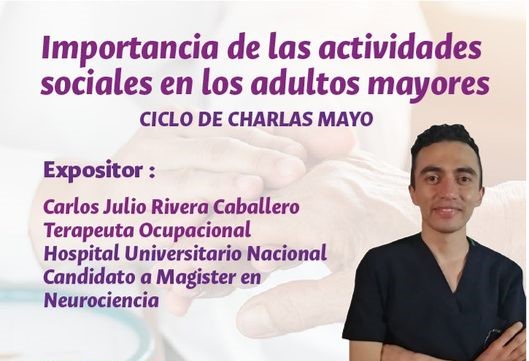 Importancia de las actividades
sociales en los adultos mayores
CICLO DE CHARLAS MAYO
Expositor :
Carlos Julio Rivera Caballero
Terapeuta Ocupacional
Hospital Universitario Nacional
Candidato a Magister en
Neurociencia